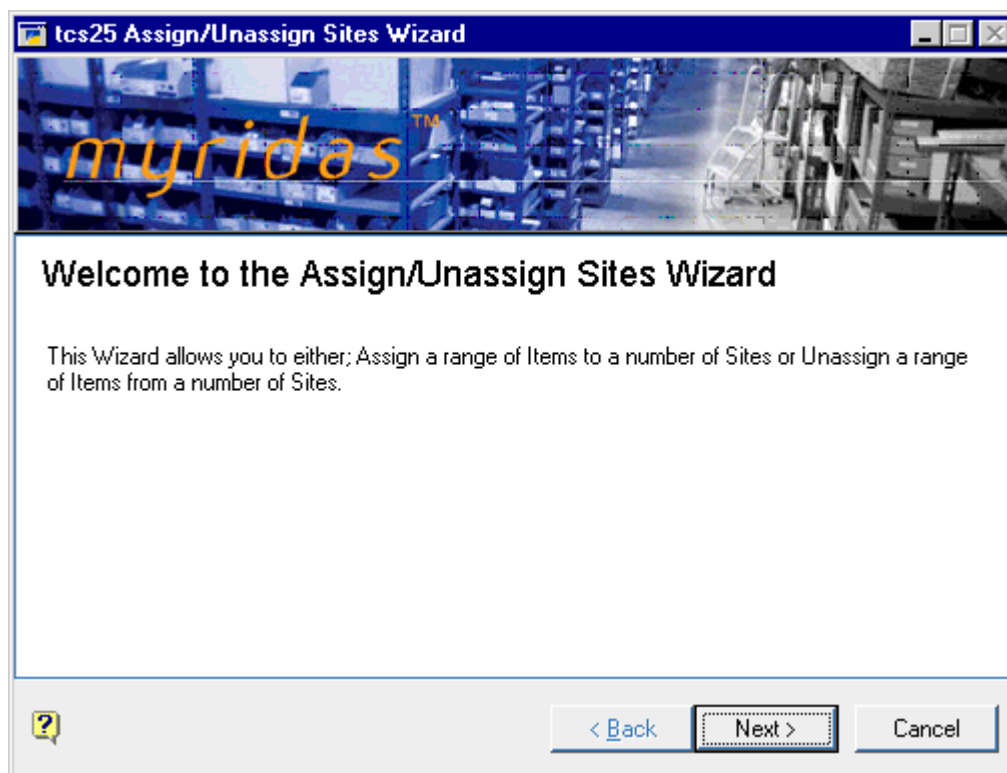 tcs25 Assign/Unassign Sites Wizard
myridas™
Welcome to the Assign/Unassign Sites Wizard
This Wizard allows you to either; Assign a range of Items to a number of Sites or Unassign a range
of Items from a number of Sites.
?
< Back
Next >
Cancel